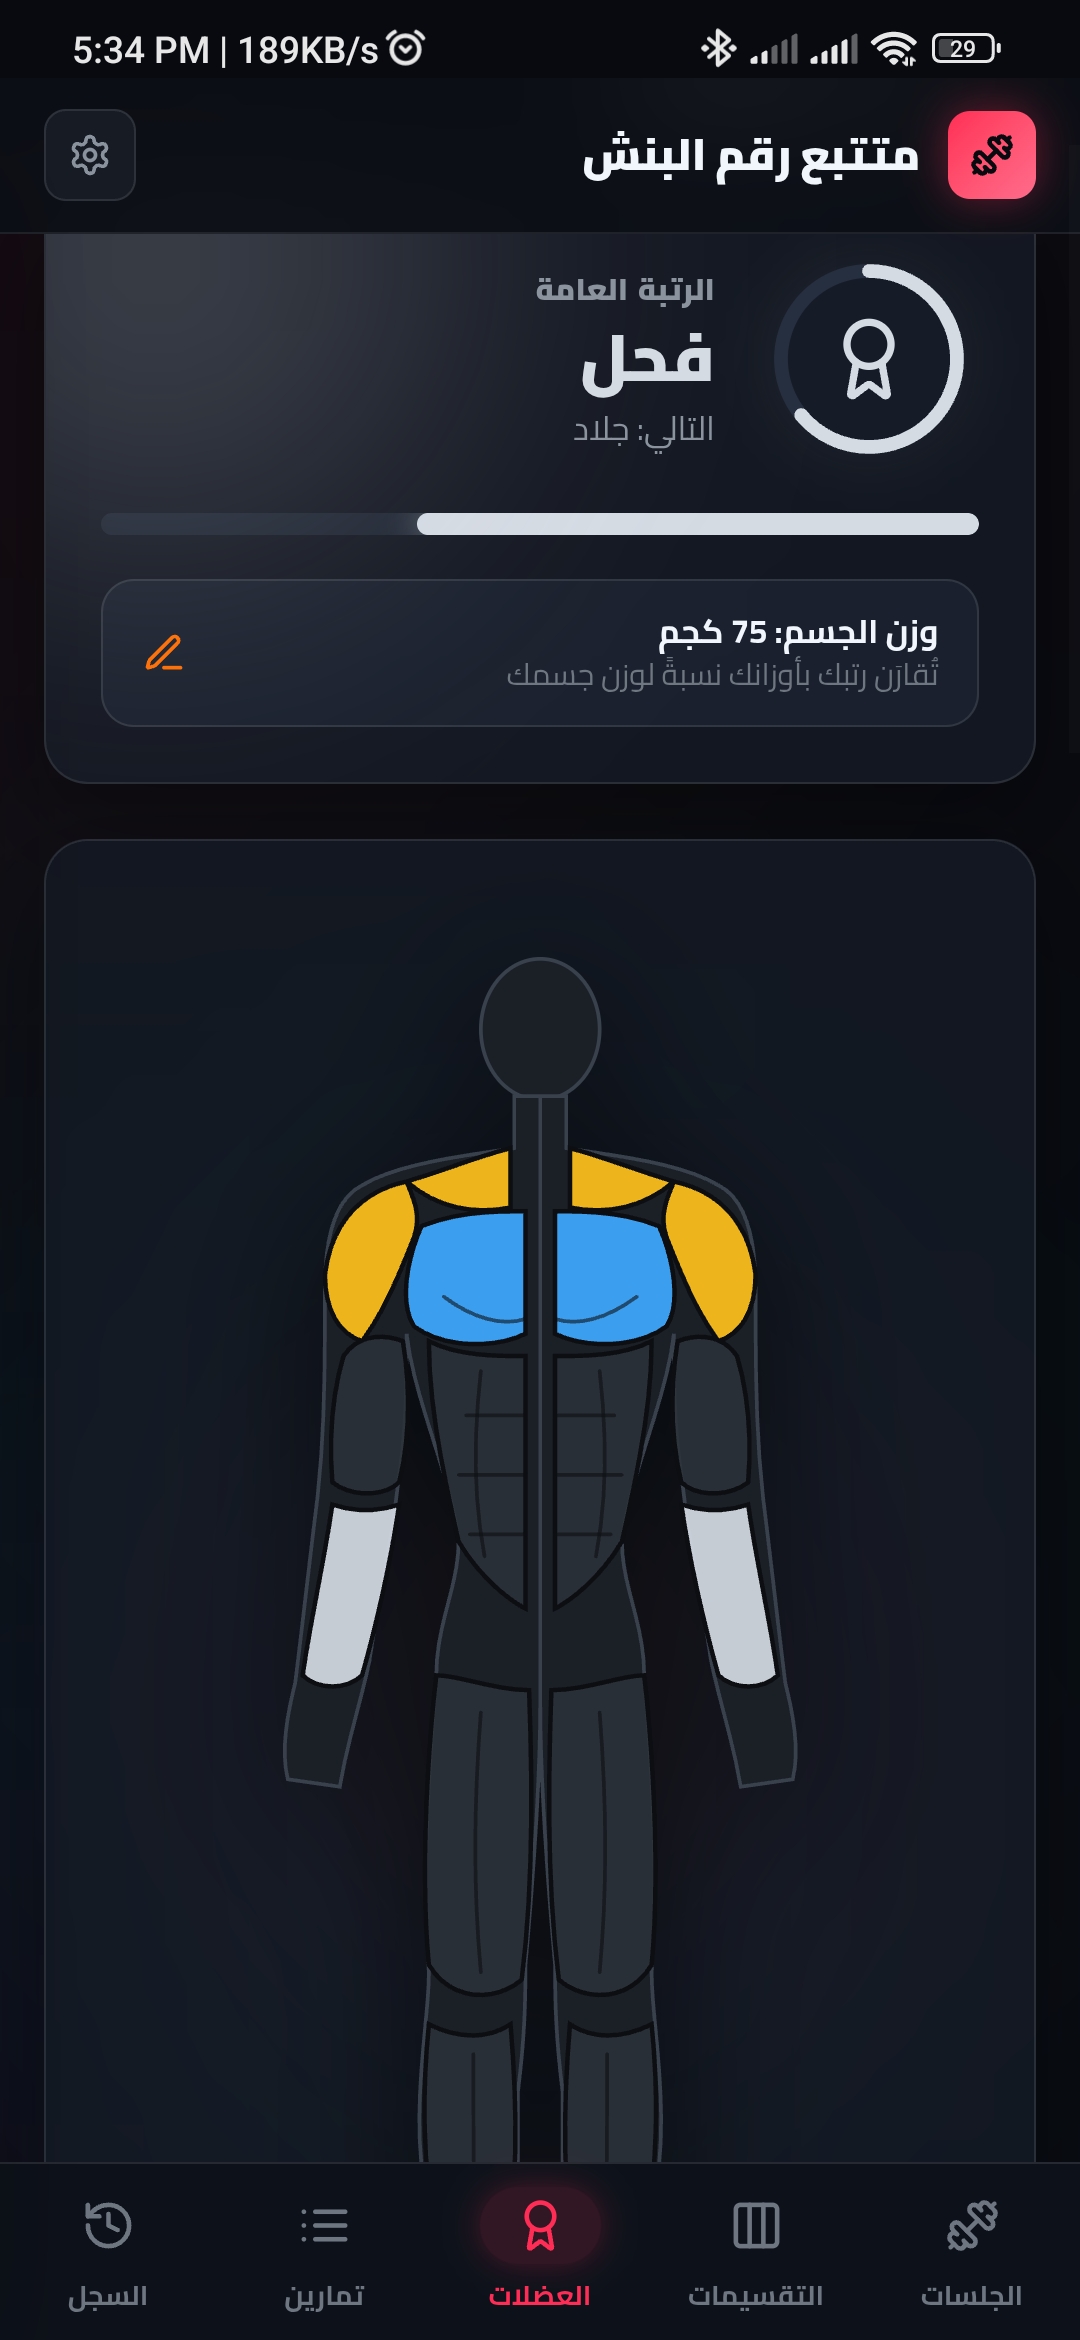 5:34 PM | 189KB/s
29
متتبع رقم البنش
الرتبة العامة
فحل
التالي: جلاد
وزن الجسم: 75 كجم
تُقارَن رتبك بأوزانك نسبةً لوزن جسمك
الجلسات
التقسيمات
العضلات
تمارين
السجل